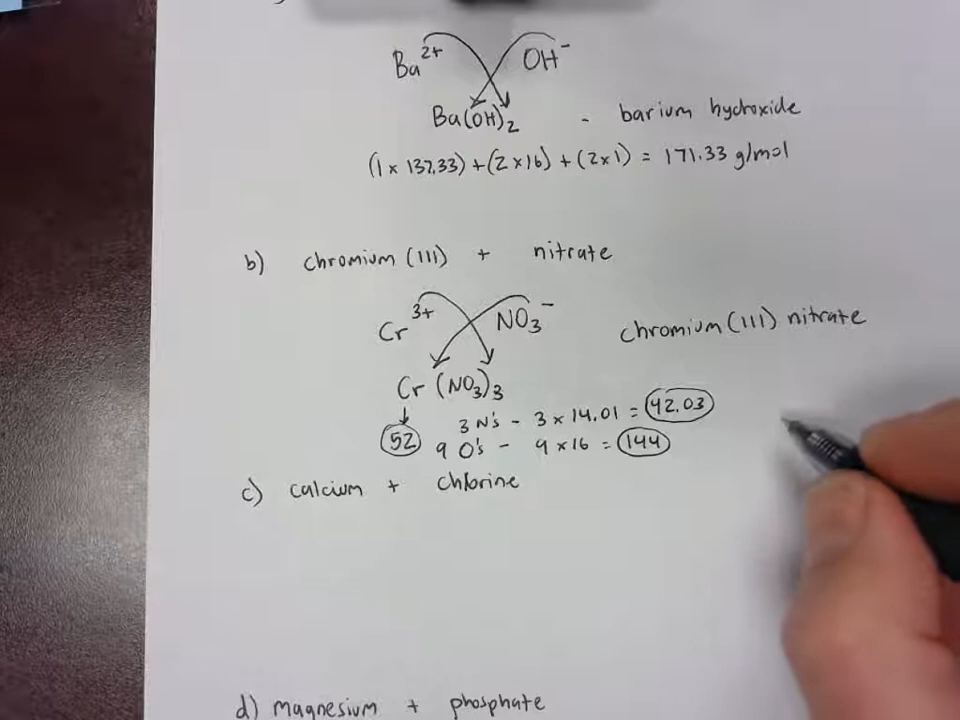 Ba²⁺ OH⁻
Ba(OH)₂ - barium hydroxide
(1 x 137.33) + (2 x 16) + (2 x 1) = 171.33 g/mol
b) chromium (III) + nitrate
Cr³⁺ NO₃⁻ chromium (III) nitrate
Cr (NO₃)₃
3 N's - 3 x 14.01 = 42.03
52 9 O's - 9 x 16 = 144
c) calcium + chlorine
d) magnesium + phosphate